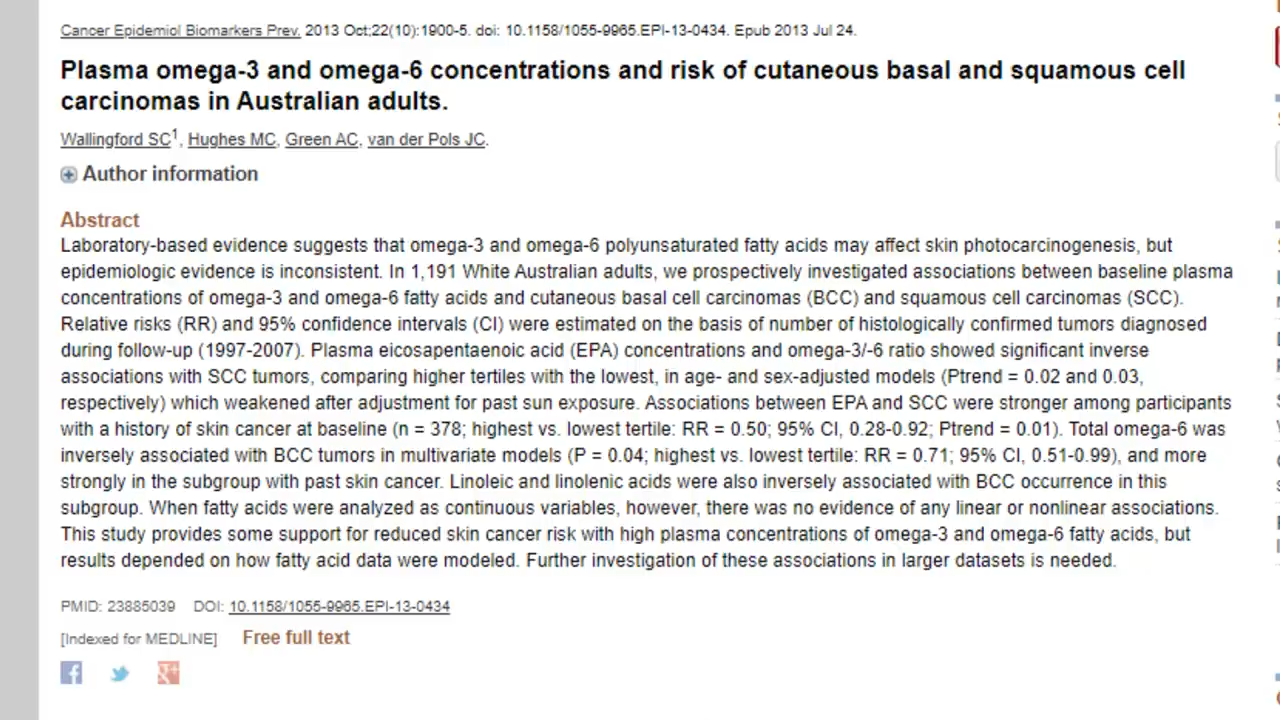 Cancer Epidemiol Biomarkers Prev. 2013 Oct;22(10):1900-5. doi: 10.1158/1055-9965.EPI-13-0434. Epub 2013 Jul 24.
Plasma omega-3 and omega-6 concentrations and risk of cutaneous basal and squamous cell
carcinomas in Australian adults.
Wallingford SC1, Hughes MC, Green AC, van der Pols JC.
Author information
Abstract
Laboratory-based evidence suggests that omega-3 and omega-6 polyunsaturated fatty acids may affect skin photocarcinogenesis, but
epidemiologic evidence is inconsistent. In 1,191 White Australian adults, we prospectively investigated associations between baseline plasma
concentrations of omega-3 and omega-6 fatty acids and cutaneous basal cell carcinomas (BCC) and squamous cell carcinomas (SCC).
Relative risks (RR) and 95% confidence intervals (CI) were estimated on the basis of number of histologically confirmed tumors diagnosed
during follow-up (1997-2007). Plasma eicosapentaenoic acid (EPA) concentrations and omega-3/-6 ratio showed significant inverse
associations with SCC tumors, comparing higher tertiles with the lowest, in age- and sex-adjusted models (Ptrend = 0.02 and 0.03,
respectively) which weakened after adjustment for past sun exposure. Associations between EPA and SCC were stronger among participants
with a history of skin cancer at baseline (n = 378; highest vs. lowest tertile: RR = 0.50; 95% CI, 0.28-0.92; Ptrend = 0.01). Total omega-6 was
inversely associated with BCC tumors in multivariate models (P = 0.04; highest vs. lowest tertile: RR = 0.71; 95% CI, 0.51-0.99), and more
strongly in the subgroup with past skin cancer. Linoleic and linolenic acids were also inversely associated with BCC occurrence in this
subgroup. When fatty acids were analyzed as continuous variables, however, there was no evidence of any linear or nonlinear associations.
This study provides some support for reduced skin cancer risk with high plasma concentrations of omega-3 and omega-6 fatty acids, but
results depended on how fatty acid data were modeled. Further investigation of these associations in larger datasets is needed.
PMID: 23885039 DOI: 10.1158/1055-9965.EPI-13-0434
[Indexed for MEDLINE] Free full text